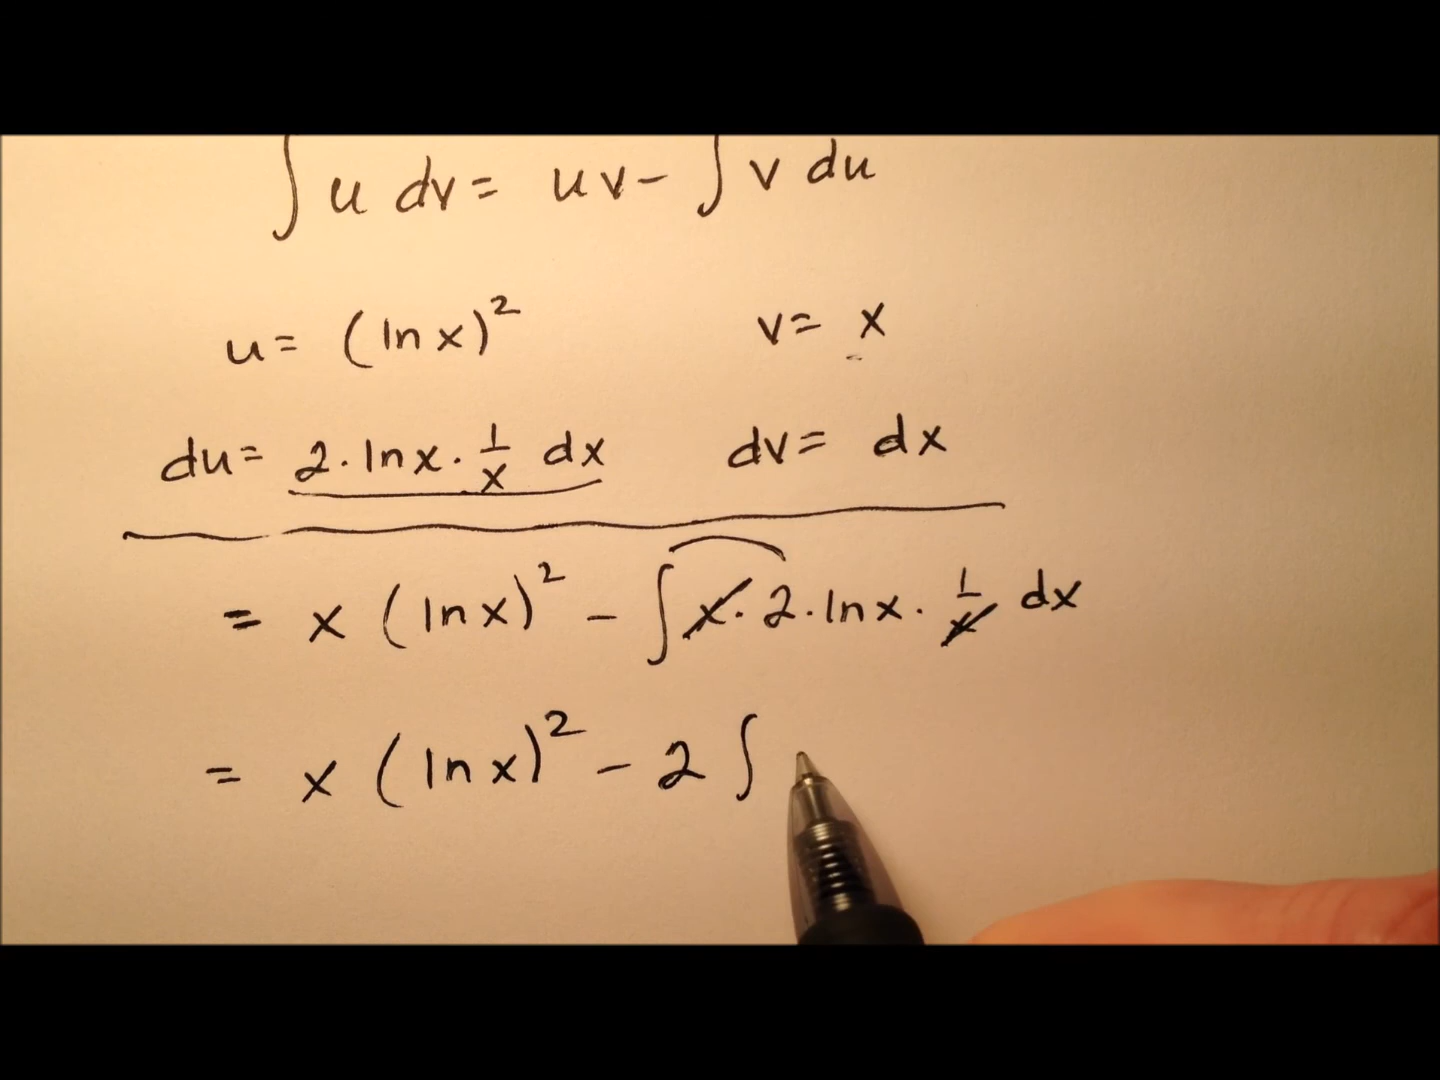 ∫ u dv = uv - ∫ v du
u = (ln x)² v = x
du = 2 · ln x · 1/x dx dv = dx
= x (ln x)² - ∫ x · 2 · ln x · 1/x dx
= x (ln x)² - 2 ∫